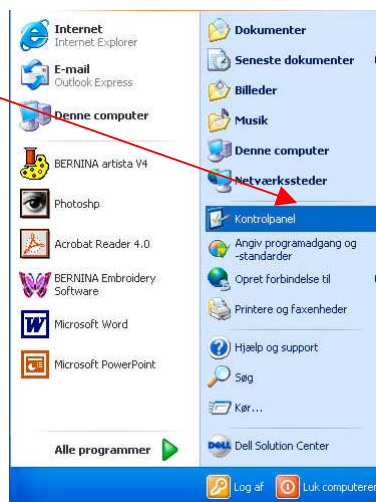 Internet
Internet Explorer
E-mail
Outlook Express
Denne computer
BERNINA artista V4
Photoshp
Acrobat Reader 4.0
BERNINA Embroidery
Software
Microsoft Word
Microsoft PowerPoint
Alle programmer
Dokumenter
Seneste dokumenter
Billeder
Musik
Denne computer
Netværkssteder
Kontrolpanel
Angiv programadgang og
-standarder
Opret forbindelse til
Printere og faxenheder
Hjælp og support
Søg
Kør...
Dell Solution Center
Log af
Luk computeren